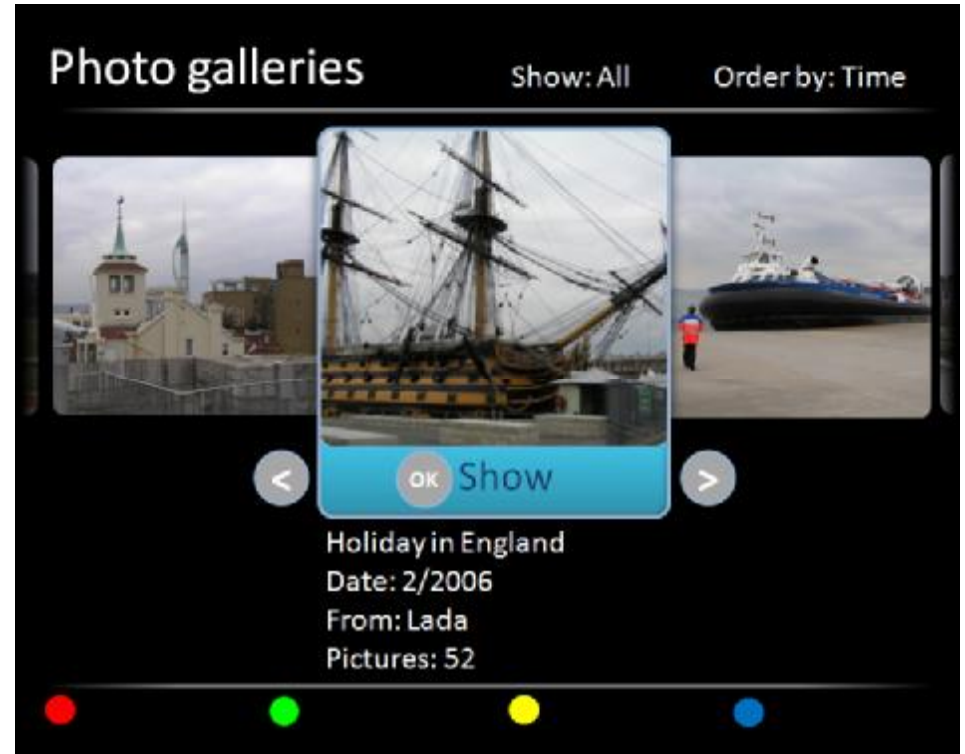 Photo galleries
Show: All
Order by: Time
<
OK Show
>
Holiday in England
Date: 2/2006
From: Lada
Pictures: 52